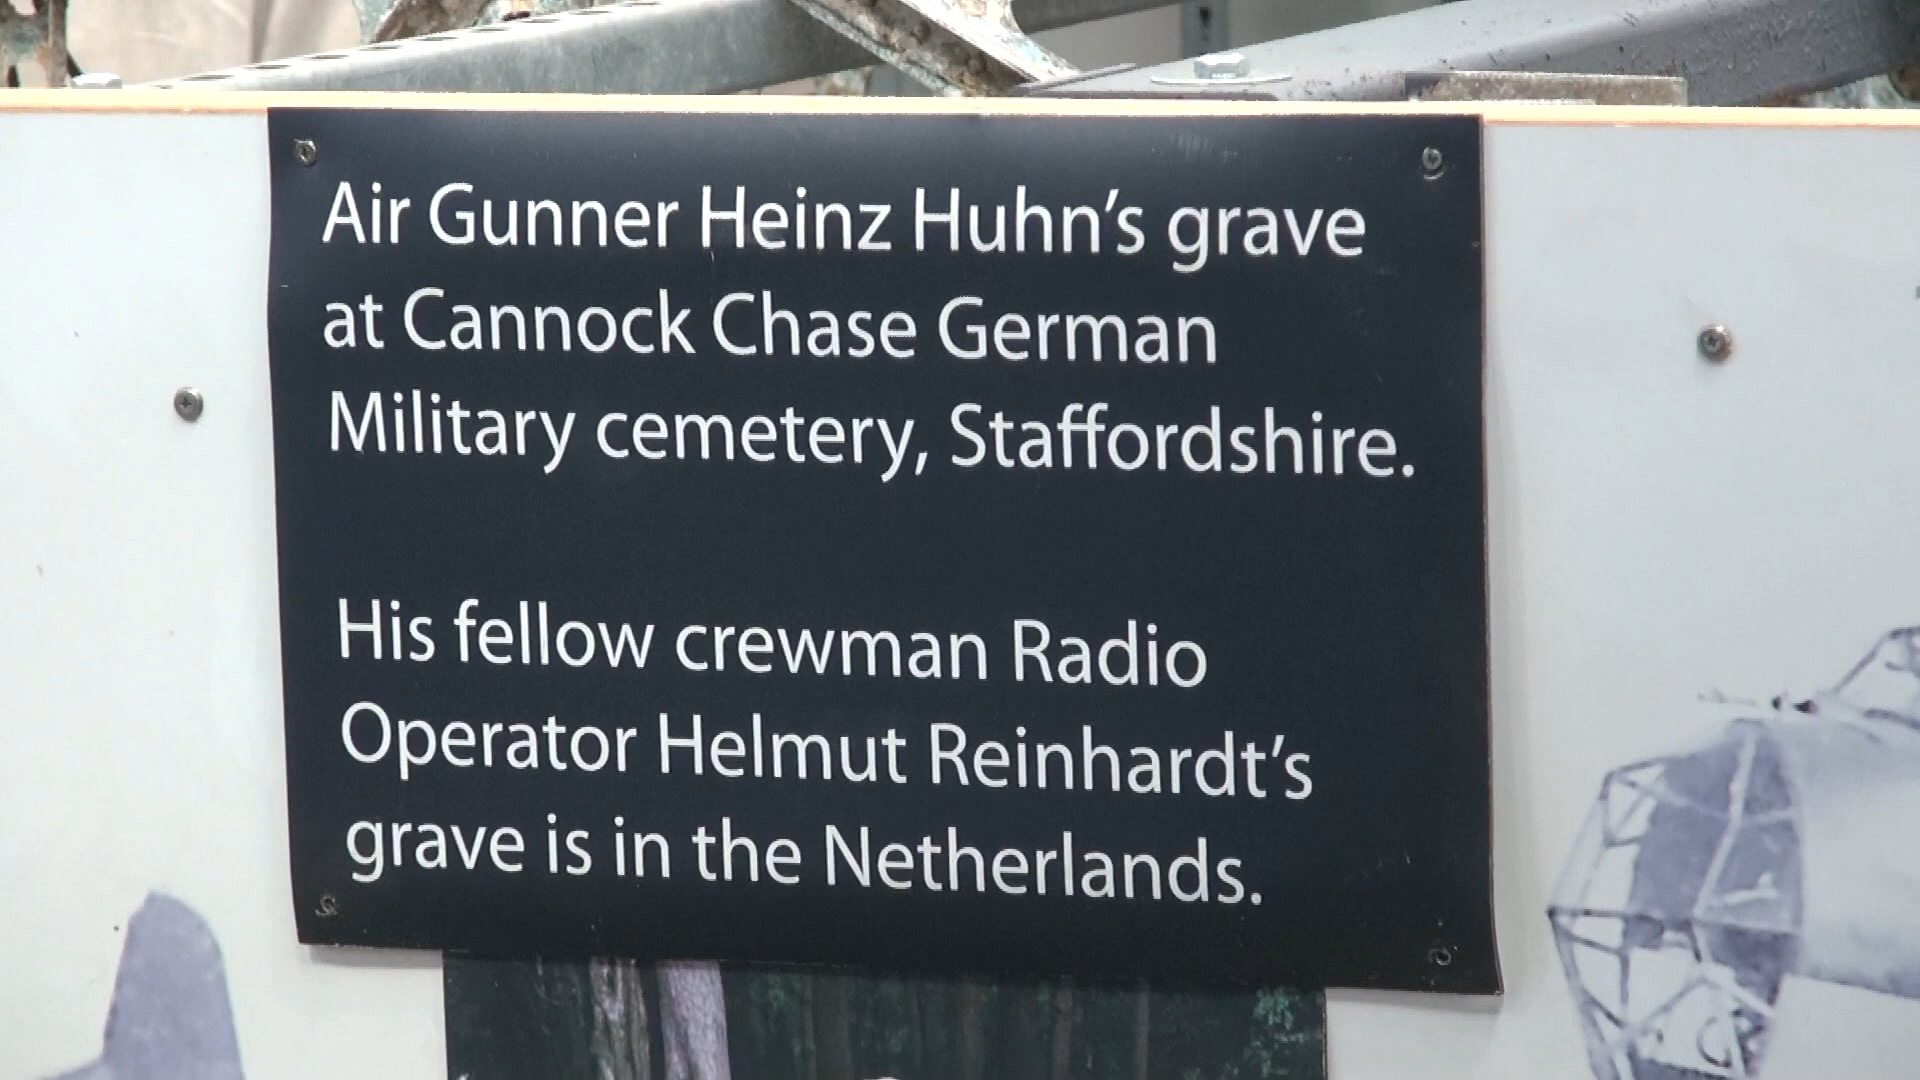 Air Gunner Heinz Huhn's grave
at Cannock Chase German
Military cemetery, Staffordshire.
His fellow crewman Radio
Operator Helmut Reinhardt's
grave is in the Netherlands.